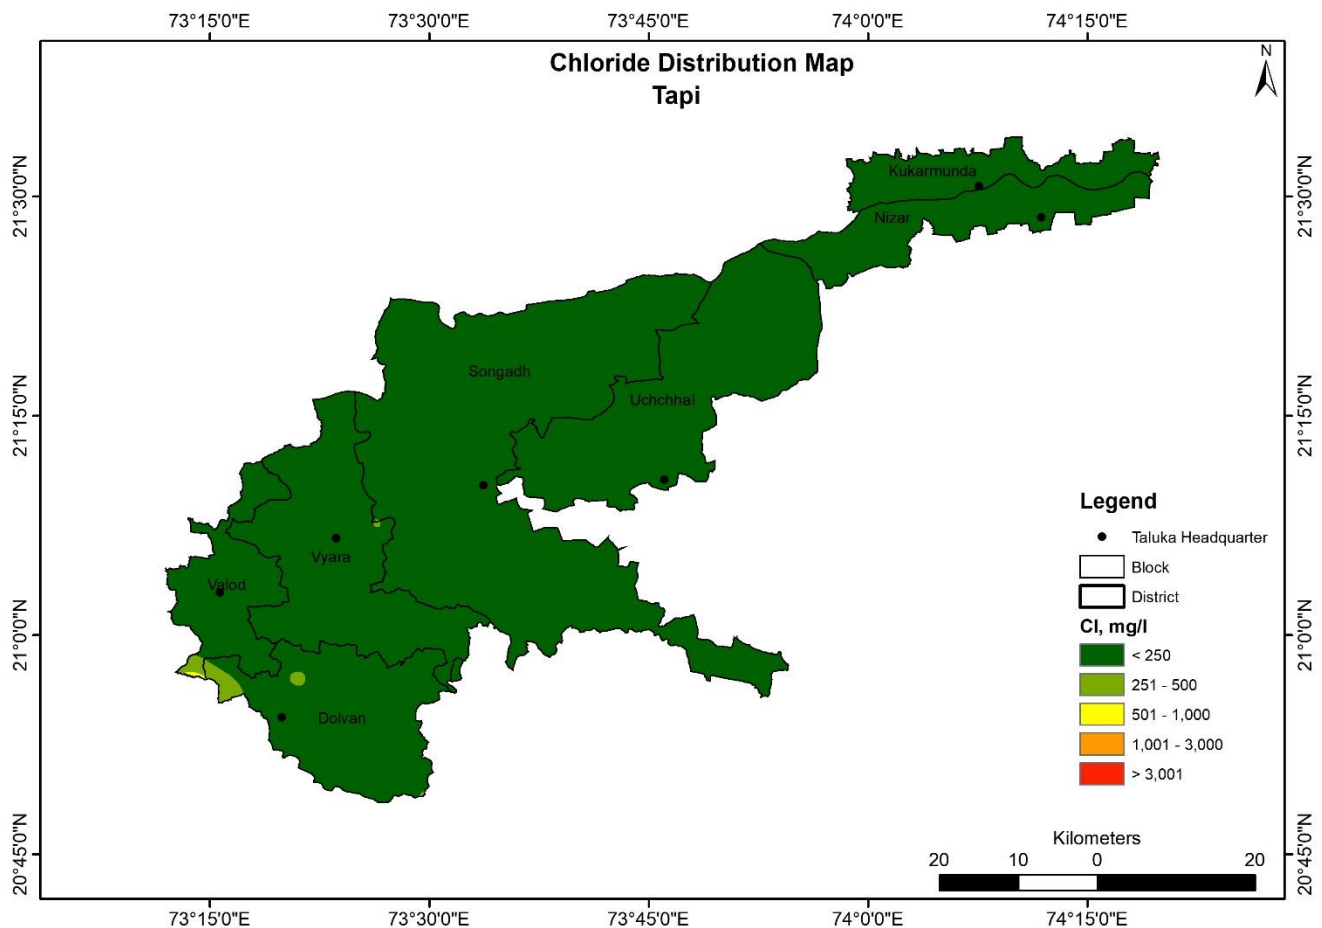 73°15'0"E 73°30'0"E 73°45'0"E 74°0'0"E 74°15'0"E
Chloride Distribution Map
Tapi
N
21°30'0"N
21°30'0"N
Kukarmunda
Nizar
Songadh
Uchchhal
21°15'0"N
21°15'0"N
Vyara
Valod
Dolvan
21°0'0"N
21°0'0"N
Legend
Taluka Headquarter
Block
District
Cl, mg/l
< 250
251 - 500
501 - 1,000
1,001 - 3,000
> 3,001
Kilometers
20 10 0 20
20°45'0"N
20°45'0"N
73°15'0"E 73°30'0"E 73°45'0"E 74°0'0"E 74°15'0"E